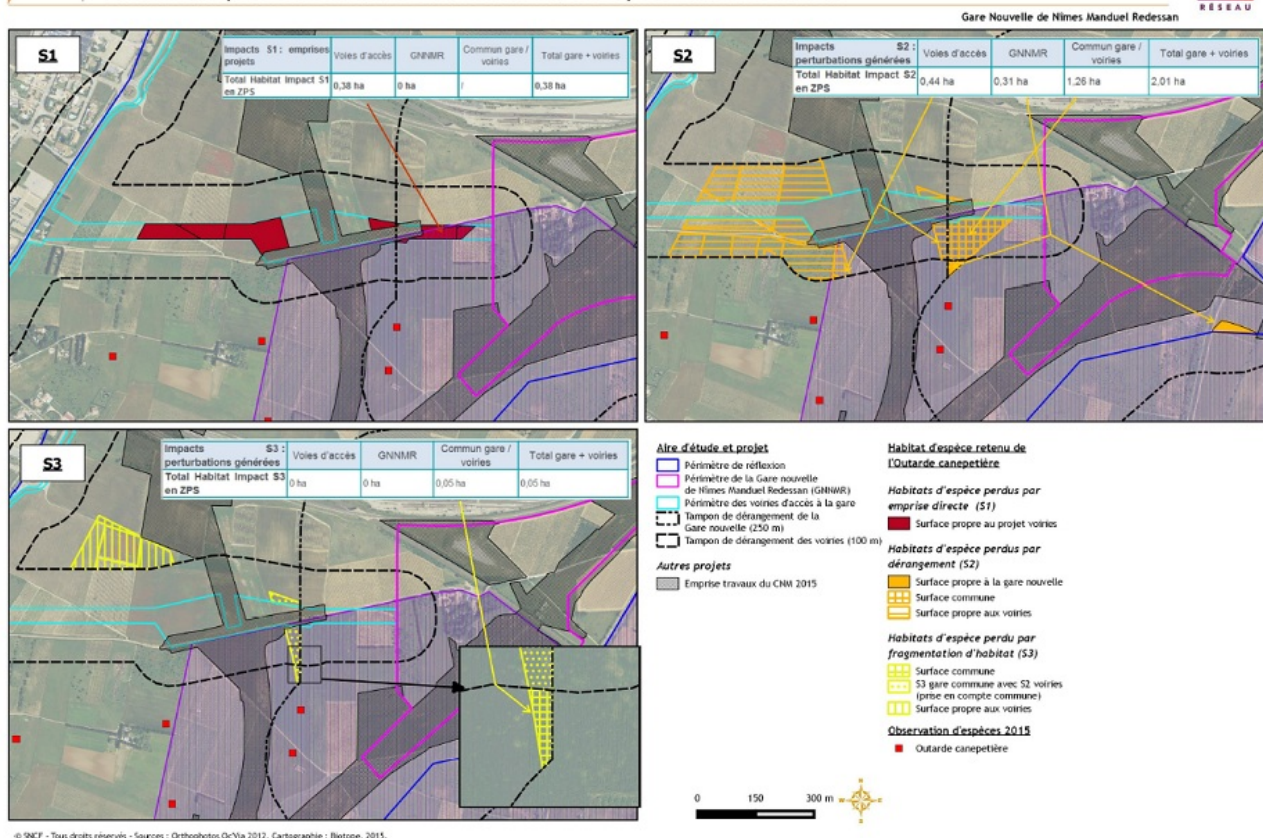 RÉSEAU
Gare Nouvelle de Nîmes Manduel Redessan
S1
Impacts S1 : emprises projets
Voies d'accès
GNNMR
Commun gare / voiries
Total gare + voiries
Total Habitat Impact S1 en ZPS
0,38 ha
0 ha
/
0,38 ha
S2
Impacts S2 : perturbations générées
Voies d'accès
GNNMR
Commun gare / voiries
Total gare + voiries
Total Habitat Impact S2 en ZPS
0,44 ha
0,31 ha
1,26 ha
2,01 ha
S3
Impacts S3 : perturbations générées
Voies d'accès
GNNMR
Commun gare / voiries
Total gare + voiries
Total Habitat Impact S3 en ZPS
0 ha
0 ha
0,05 ha
0,05 ha
Aire d'étude et projet
Périmètre de réflexion
Périmètre de la Gare nouvelle
de Nîmes Manduel Redessan (GNNMR)
Périmètre des voiries d'accès à la gare
Tampon de dérangement de la
Gare nouvelle (250 m)
Tampon de dérangement des voiries (100 m)
Autres projets
Emprise travaux du CNM 2015
Habitat d'espèce retenu de
l'Outarde canepetière
Habitats d'espèce perdus par
emprise directe (S1)
Surface propre au projet voiries
Habitats d'espèce perdus par
dérangement (S2)
Surface propre à la gare nouvelle
Surface commune
Surface propre aux voiries
Habitats d'espèce perdu par
fragmentation d'habitat (S3)
Surface commune
S3 gare commune avec S2 voiries
(prise en compte commune)
Surface propre aux voiries
Observation d'espèces 2015
Outarde canepetière
0 150 300 m
© SNCF - Tous droits réservés - Sources : Orthophotos Oc'Via 2012. Cartographie : Biotope, 2015.